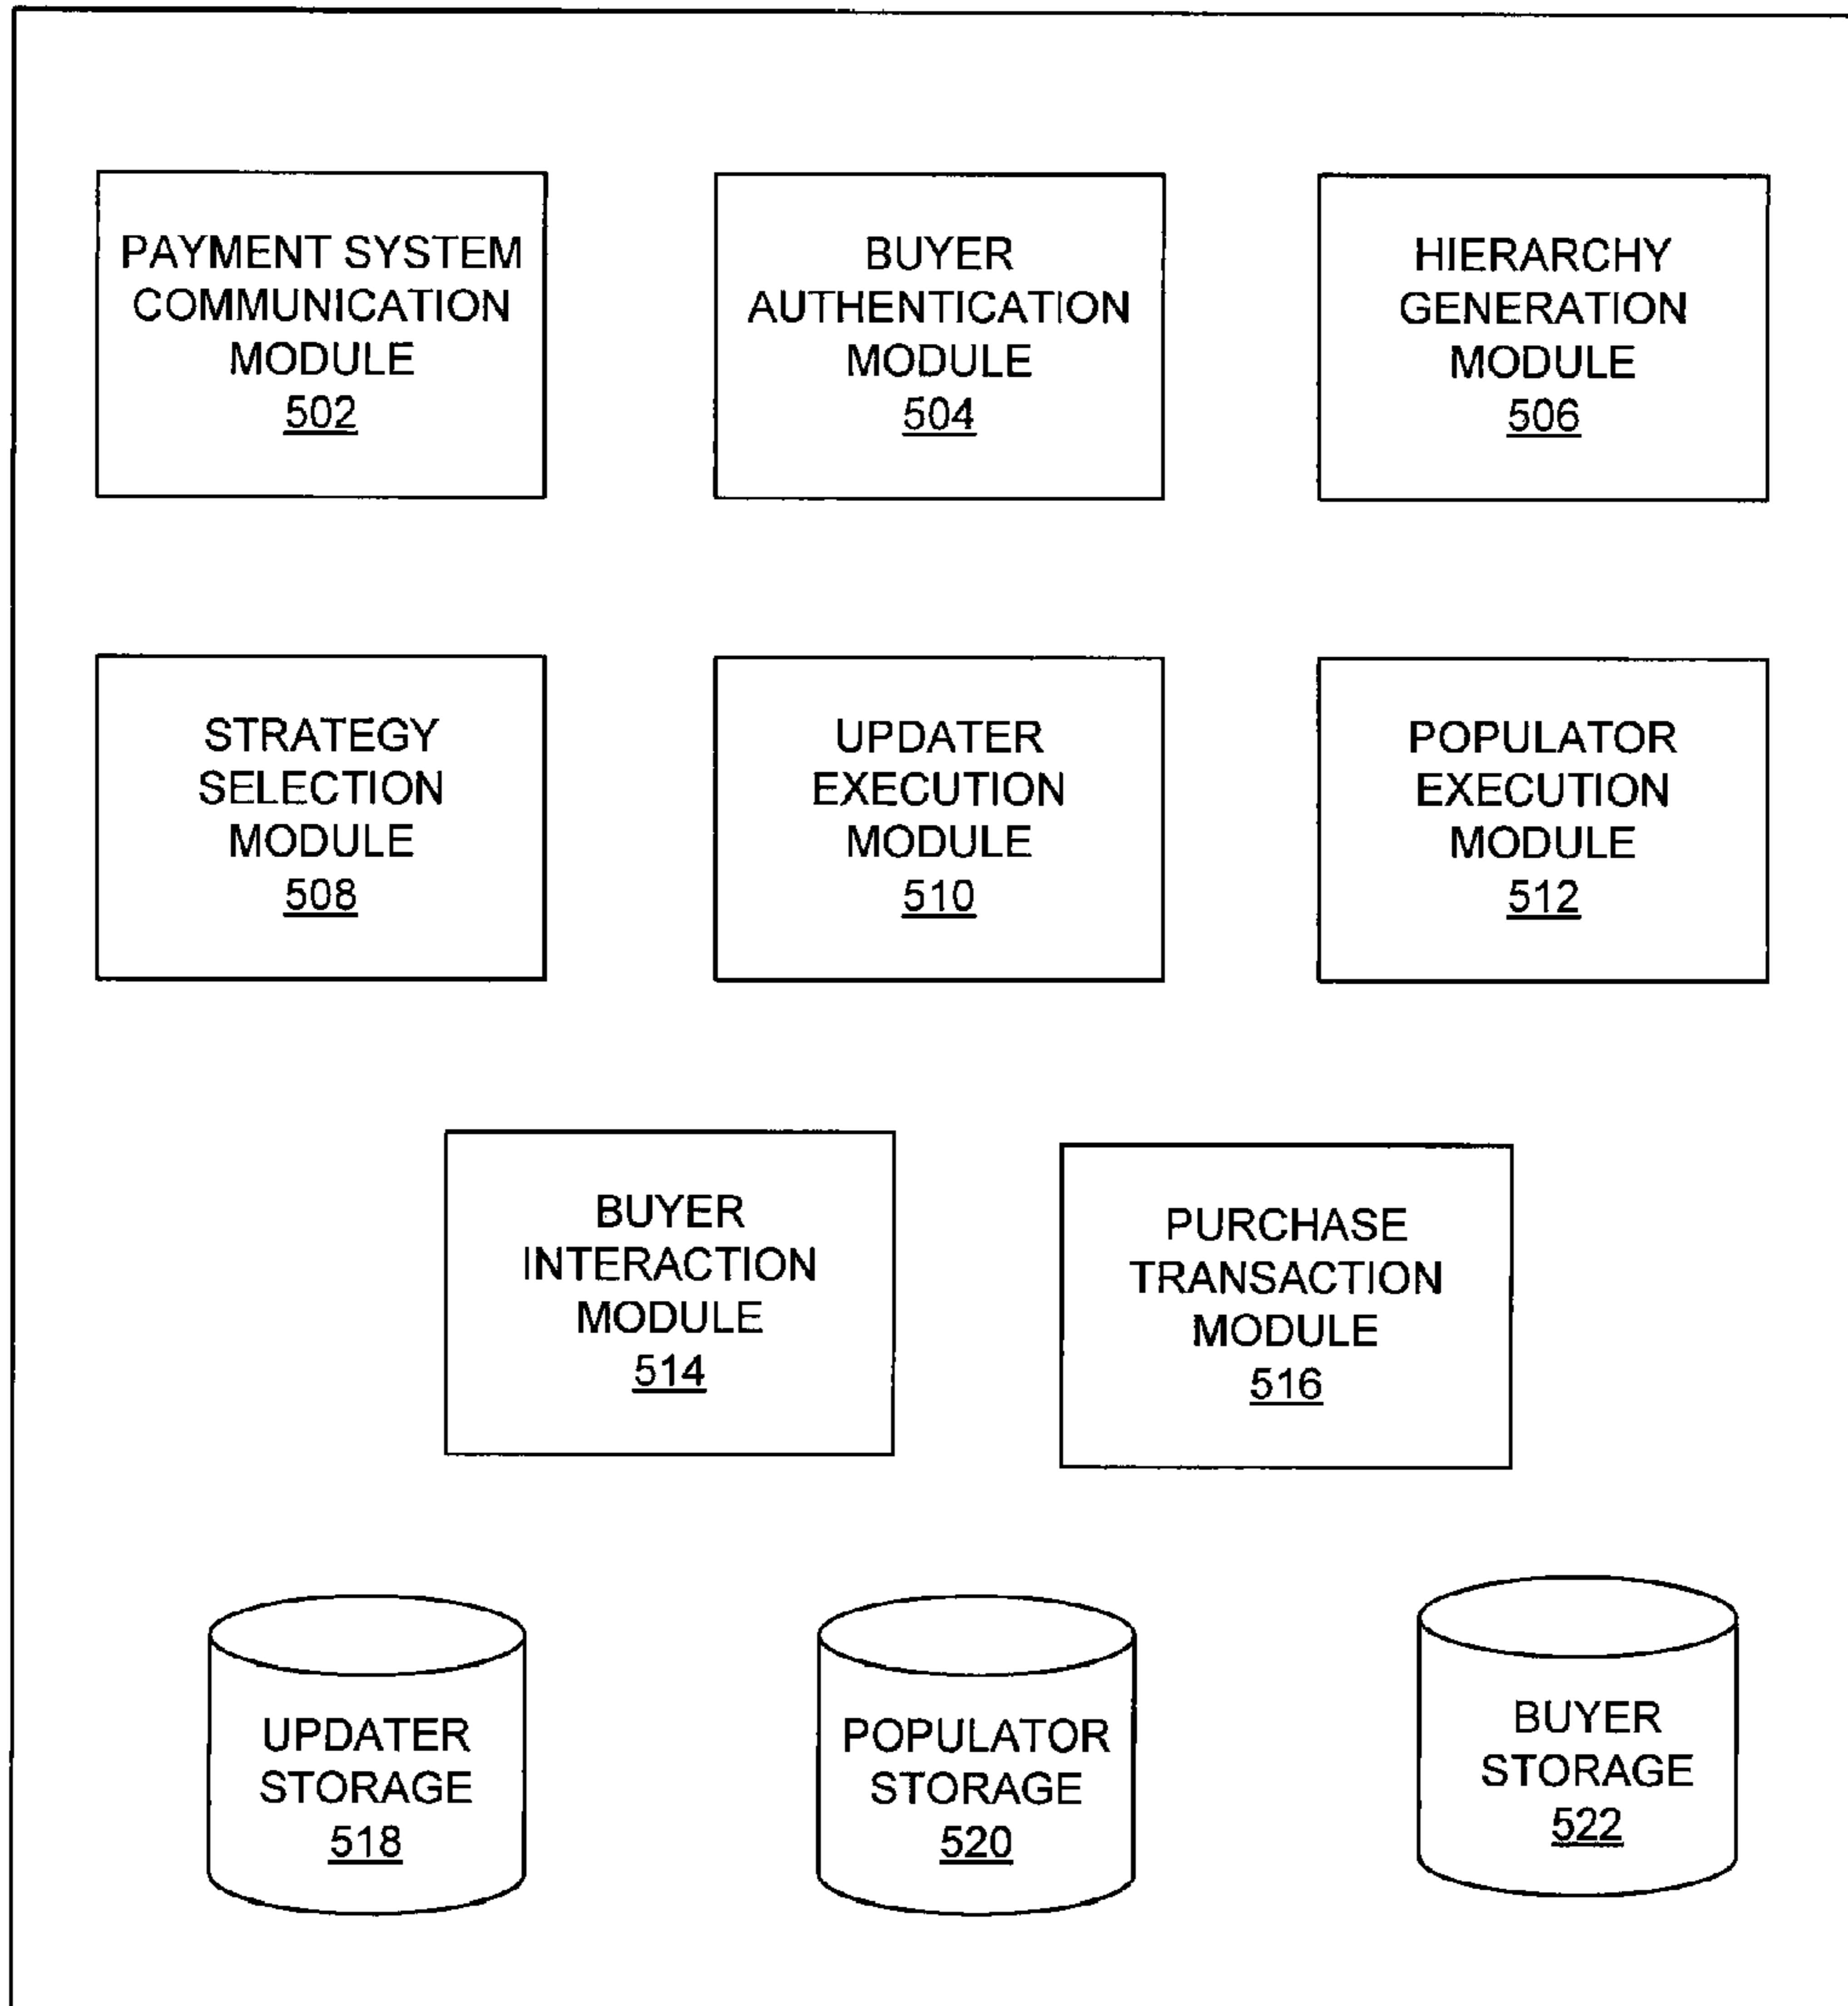 PAYMENT SYSTEM
COMMUNICATION
MODULE
502
BUYER
AUTHENTICATION
MODULE
504
HIERARCHY
GENERATION
MODULE
506
STRATEGY
SELECTION
MODULE
508
UPDATER
EXECUTION
MODULE
510
POPULATOR
EXECUTION
MODULE
512
BUYER
INTERACTION
MODULE
514
PURCHASE
TRANSACTION
MODULE
516
UPDATER
STORAGE
518
POPULATOR
STORAGE
520
BUYER
STORAGE
522